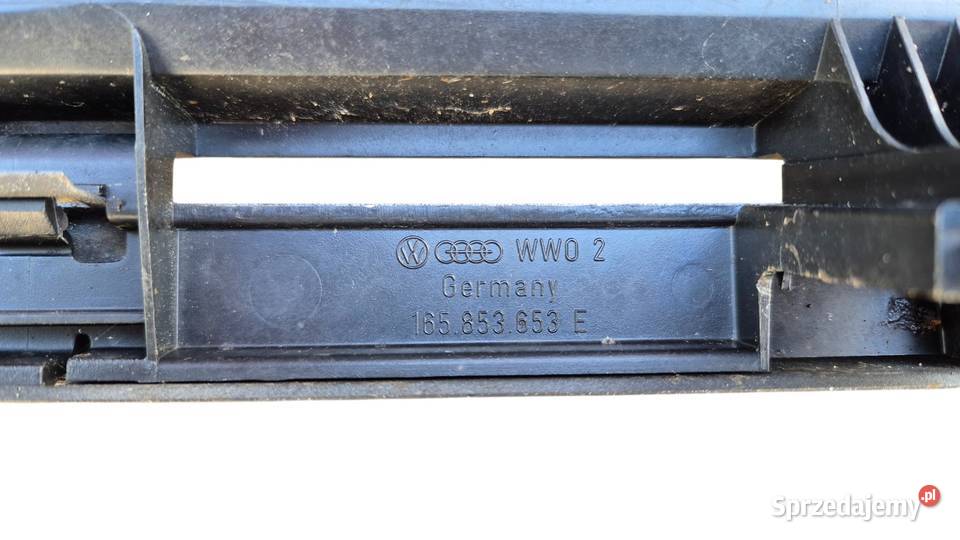 WWO 2
Germany
165.853.653 E
Sprzedajemy.pl